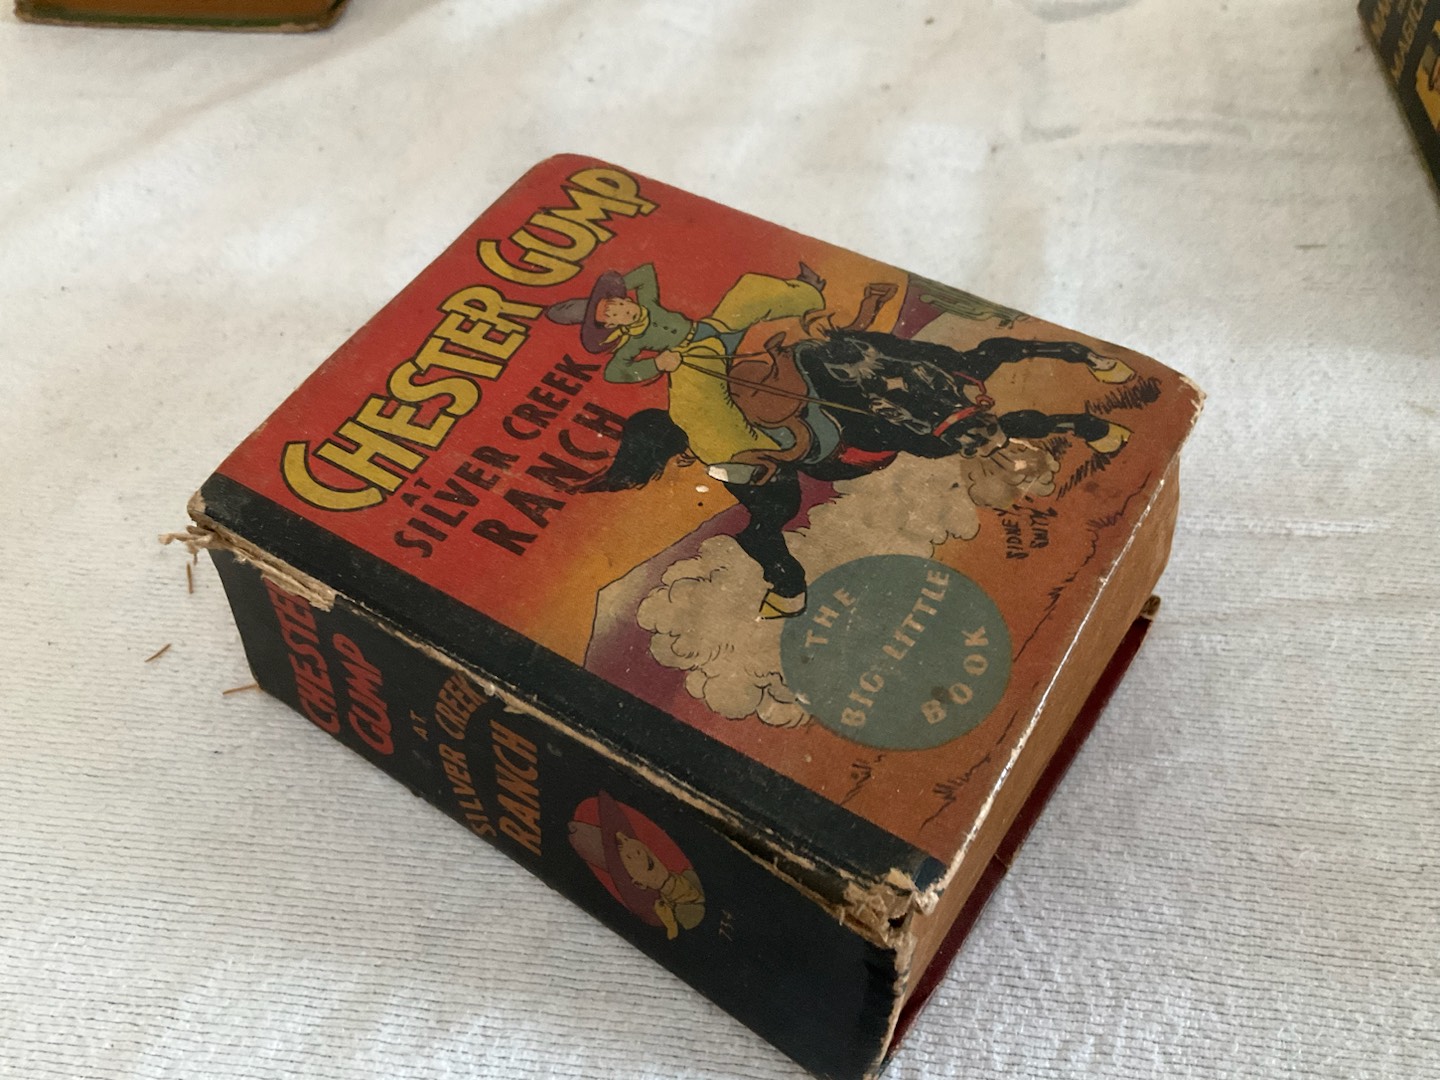 CHESTER GUMP
AT
SILVER CREEK
RANCH
SIDNEY
SMITH
THE
BIG LITTLE
BOOK
CHESTER
GUMP
AT
SILVER CREEK
RANCH
734